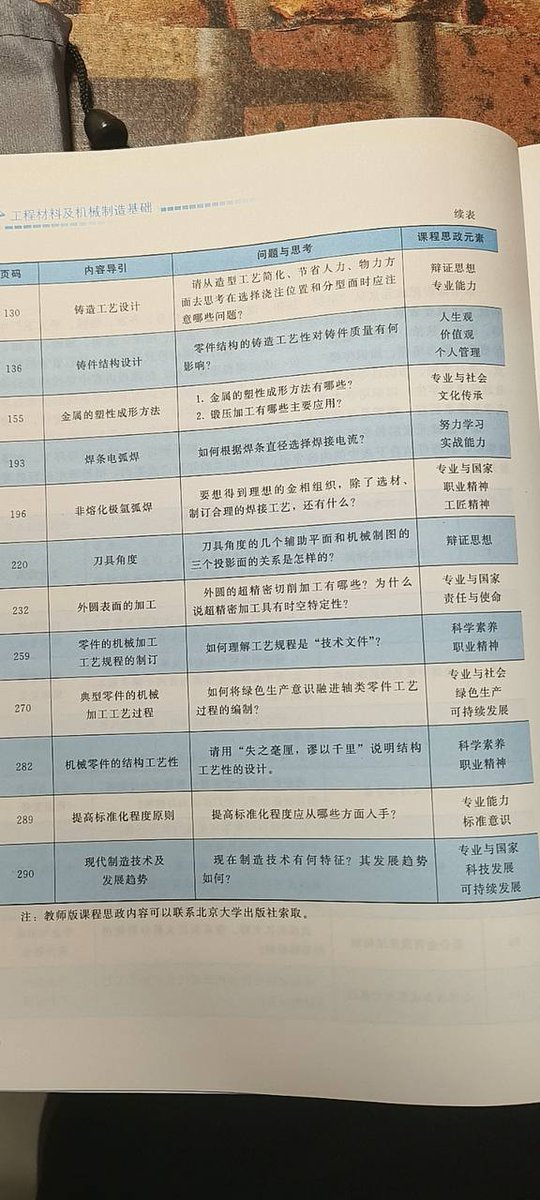 工程材料及机械制造基础
续表
页码 内容导引 问题与思考 课程思政元素
130 铸造工艺设计 请从造型工艺简化、节省人力、物力方面去思考在选择浇注位置和分型面时应注意哪些问题? 辩证思想 专业能力
136 铸件结构设计 零件结构的铸造工艺性对铸件质量有何影响? 人生观 价值观 个人管理
155 金属的塑性成形方法 1. 金属的塑性成形方法有哪些? 2. 锻压加工有哪些主要应用? 专业与社会 文化传承
193 焊条电弧焊 如何根据焊条直径选择焊接电流? 努力学习 实战能力
196 非熔化极氩弧焊 要想得到理想的金相组织，除了选材、制订合理的焊接工艺，还有什么? 专业与国家 职业精神 工匠精神
220 刀具角度 刀具角度的几个辅助平面和机械制图的三个投影面的关系是怎样的? 辩证思想
232 外圆表面的加工 外圆的超精密切削加工有哪些? 为什么说超精密加工具有时空特定性? 专业与国家 责任与使命
259 零件的机械加工工艺规程的制订 如何理解工艺规程是“技术文件”? 科学素养 职业精神
270 典型零件的机械加工工艺过程 如何将绿色生产意识融进轴类零件工艺过程的编制? 专业与社会 绿色生产 可持续发展
282 机械零件的结构工艺性 请用“失之毫厘，谬以千里”说明结构工艺性的设计。 科学素养 职业精神
289 提高标准化程度原则 提高标准化程度应从哪些方面入手? 专业能力 标准意识
290 现代制造技术及发展趋势 现在制造技术有何特征? 其发展趋势如何? 专业与国家 科技发展 可持续发展
注：教师版课程思政内容可以联系北京大学出版社索取。